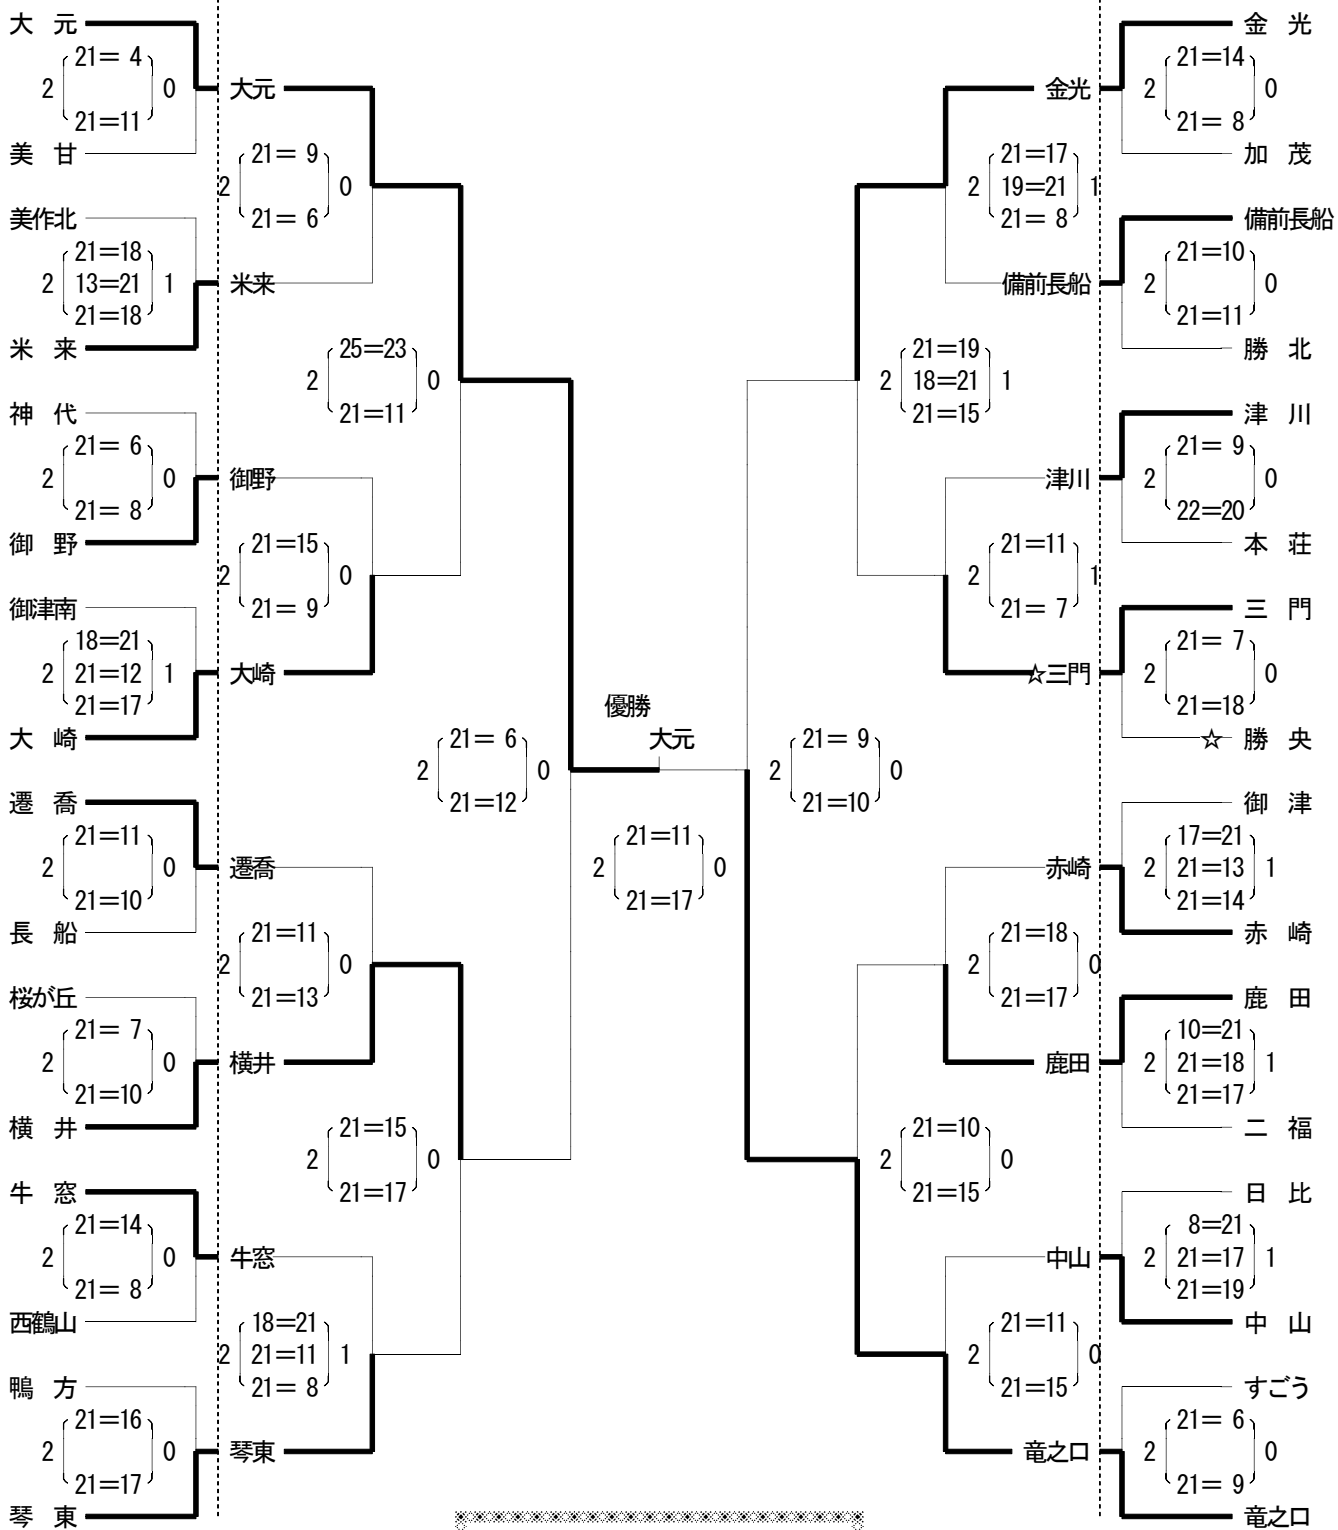 大 元
21= 4
2 0
21=11
美 甘
美作北
21=18
2 13=21 1
21=18
米 来
神 代
21= 6
2 0
21= 8
御 野
御津南
18=21
2 21=12 1
21=17
大 崎
遷 喬
21=11
2 0
21=10
長 船
桜が丘
21= 7
2 0
21=10
横 井
牛 窓
21=14
2 0
21= 8
西鶴山
鴨 方
21=16
2 0
21=17
琴 東
大元
21= 9
2 0
21= 6
米来
御野
21=15
2 0
21= 9
大崎
遷喬
21=11
2 0
21=13
横井
牛窓
18=21
2 21=11 1
21= 8
琴東
25=23
2 0
21=11
21=15
2 0
21=17
21= 6
2 0
21=12
優勝
大元
21=11
2 0
21=17
21= 9
2 0
21=10
21=19
2 18=21 1
21=15
21=10
2 0
21=15
金光
21=17
2 19=21 1
21= 8
備前長船
津川
21=11
2 1
21= 7
☆三門
赤崎
21=18
2 0
21=17
鹿田
中山
21=11
2 0
21=15
竜之口
金 光
21=14
2 0
21= 8
加 茂
備前長船
21=10
2 0
21=11
勝 北
津 川
21= 9
2 0
22=20
本 荘
三 門
21= 7
2 0
21=18
☆ 勝 央
御 津
17=21
2 21=13 1
21=14
赤 崎
鹿 田
10=21
2 21=18 1
21=17
二 福
日 比
8=21
2 21=17 1
21=19
中 山
すごう
21= 6
2 0
21= 9
竜之口